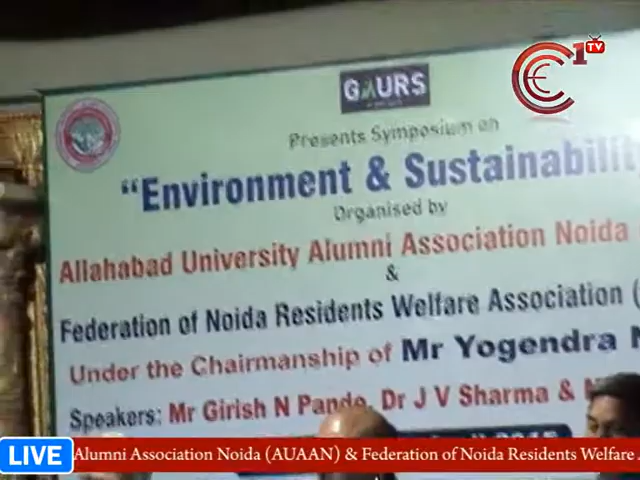 GAURS
1 TV
Presents Symposium on
"Environment & Sustainability
Organised by
Allahabad University Alumni Association Noida
&
Federation of Noida Residents Welfare Association (
Under the Chairmanship of Mr Yogendra
Speakers: Mr Girish N Pande, Dr J V Sharma &
LIVE Alumni Association Noida (AUAAN) & Federation of Noida Residents Welfare